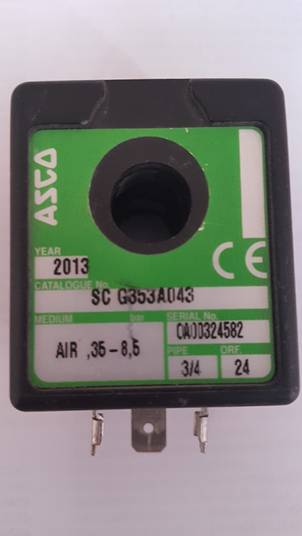 ASCO
YEAR
2013
CE
CATALOGUE No.
SC G353A043
MEDIUM bar SERIAL No.
AIR ,35-8,5 0A00324582
PIPE ORF.
3/4 24